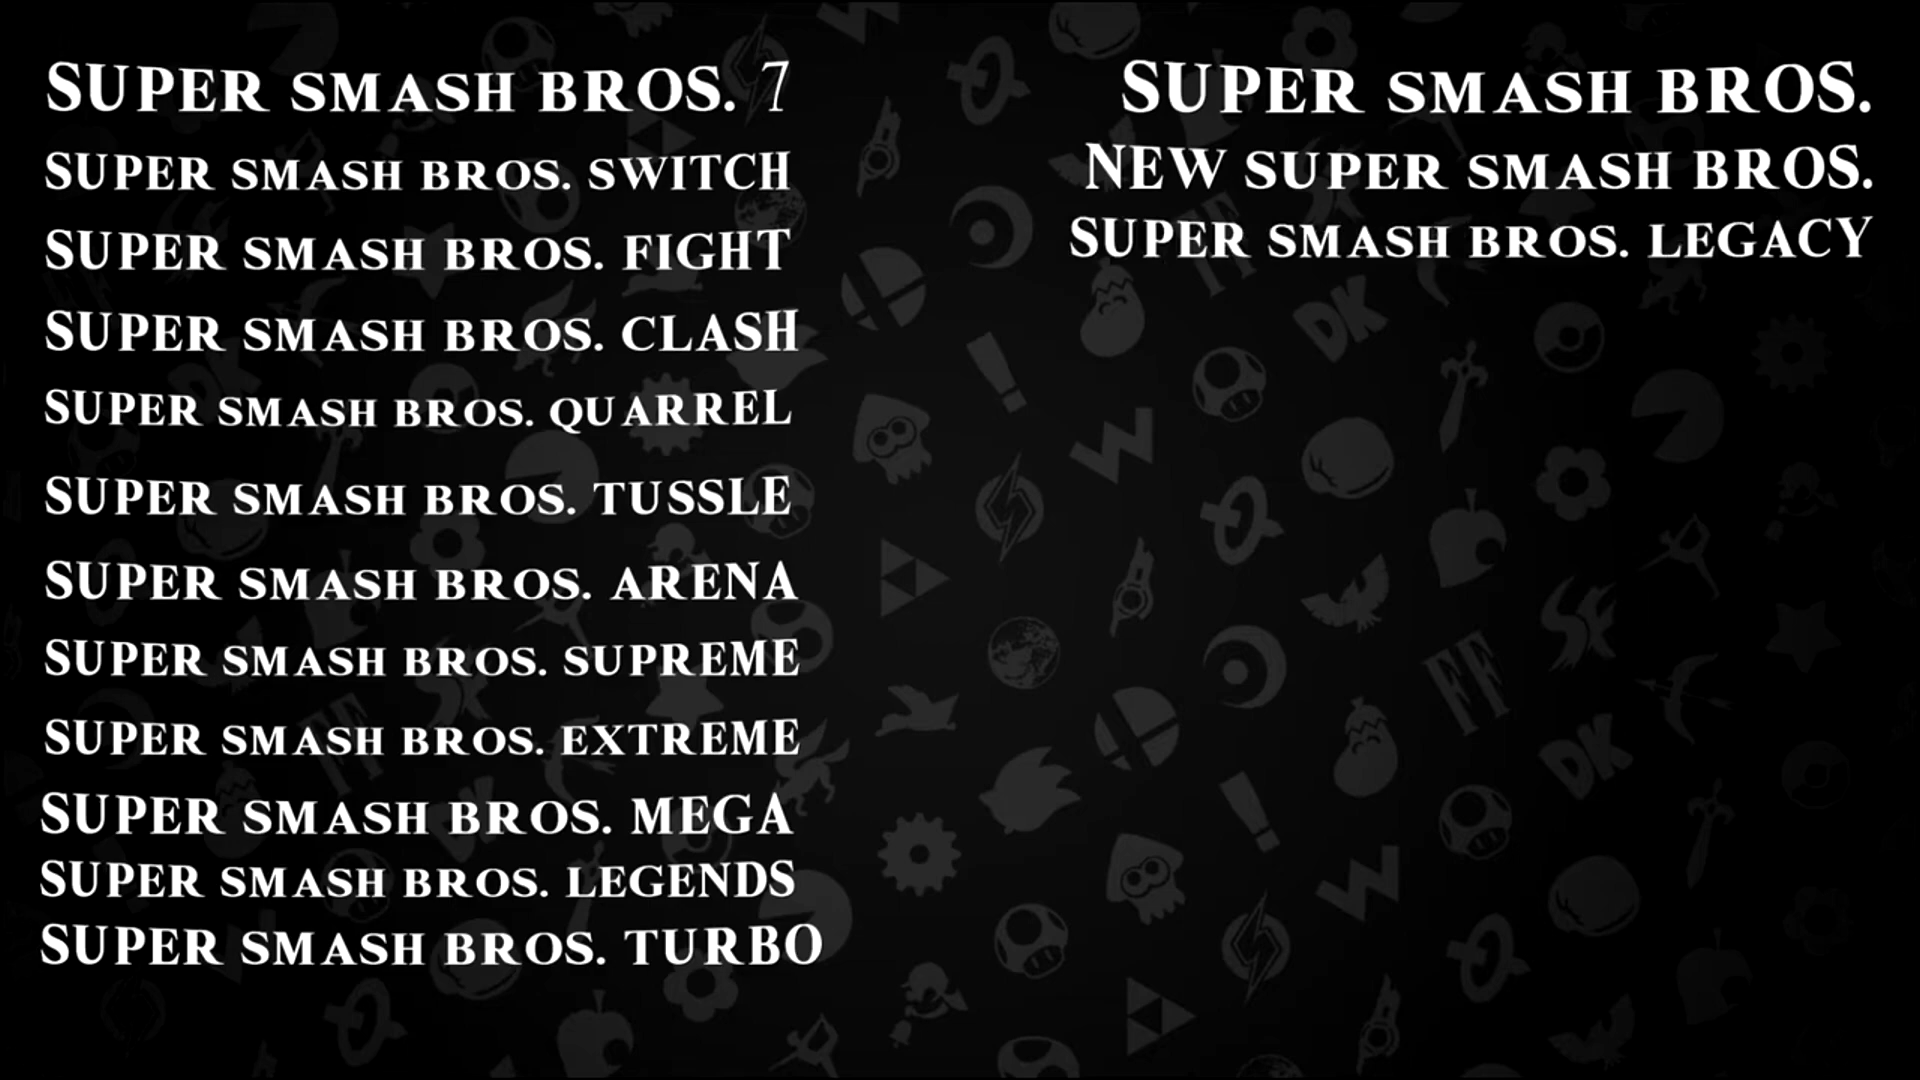 SUPER SMASH BROS. 7
SUPER SMASH BROS. SWITCH
SUPER SMASH BROS. FIGHT
SUPER SMASH BROS. CLASH
SUPER SMASH BROS. QUARREL
SUPER SMASH BROS. TUSSLE
SUPER SMASH BROS. ARENA
SUPER SMASH BROS. SUPREME
SUPER SMASH BROS. EXTREME
SUPER SMASH BROS. MEGA
SUPER SMASH BROS. LEGENDS
SUPER SMASH BROS. TURBO
SUPER SMASH BROS.
NEW SUPER SMASH BROS.
SUPER SMASH BROS. LEGACY